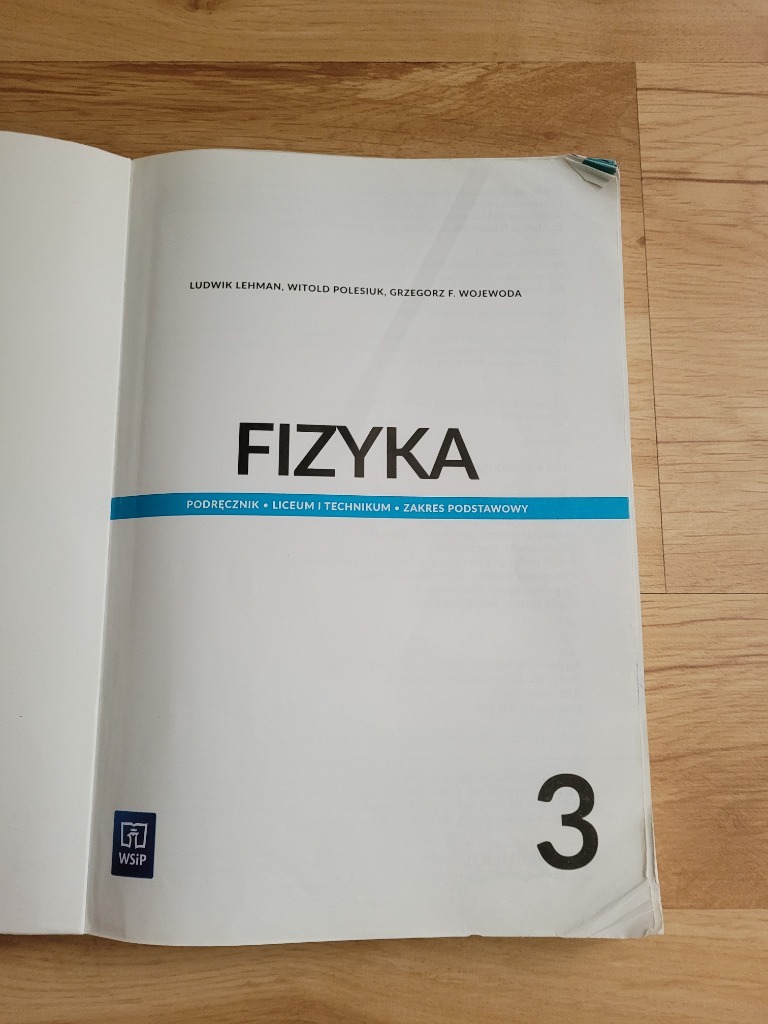 LUDWIK LEHMAN, WITOLD POLESIUK, GRZEGORZ F. WOJEWODA
FIZYKA
PODRĘCZNIK • LICEUM I TECHNIKUM • ZAKRES PODSTAWOWY
3
WSiP